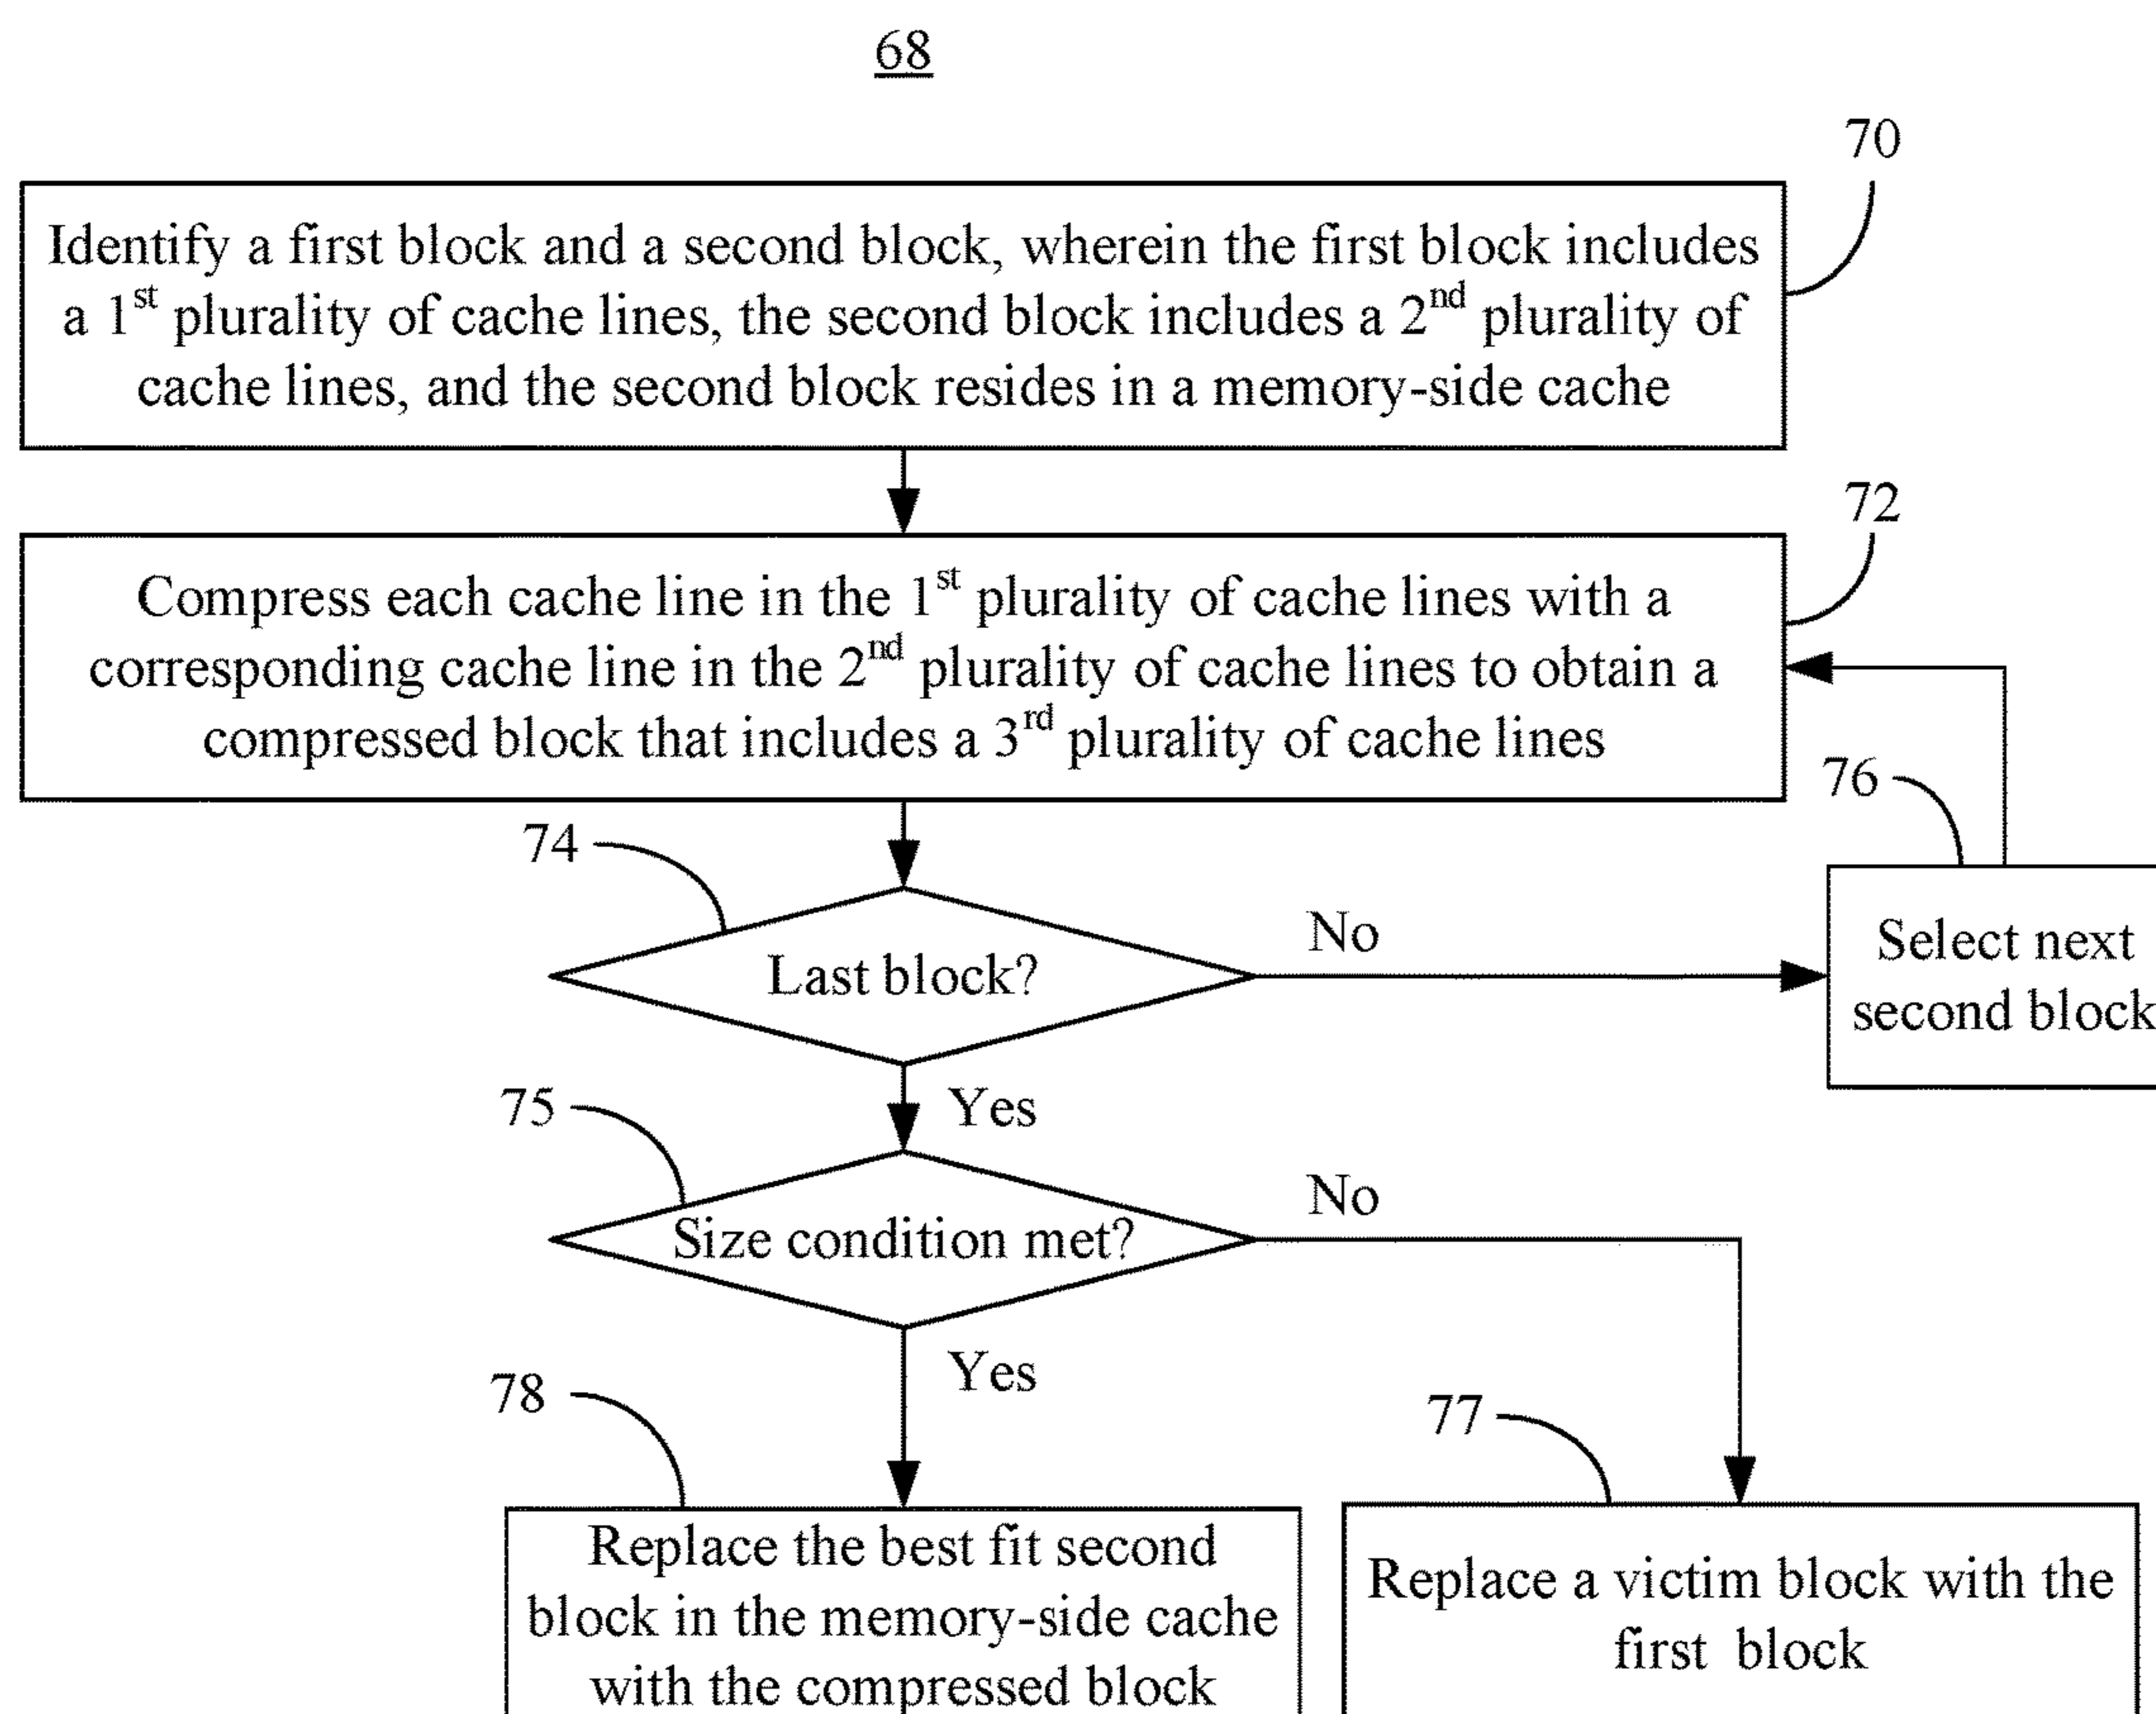 68
70
Identify a first block and a second block, wherein the first block includes
a 1st plurality of cache lines, the second block includes a 2nd plurality of
cache lines, and the second block resides in a memory-side cache
72
Compress each cache line in the 1st plurality of cache lines with a
corresponding cache line in the 2nd plurality of cache lines to obtain a
compressed block that includes a 3rd plurality of cache lines
76
74
No
Last block?
Select next
second block
75
Yes
No
Size condition met?
78
Yes
77
Replace the best fit second
block in the memory-side cache
with the compressed block
Replace a victim block with the
first block